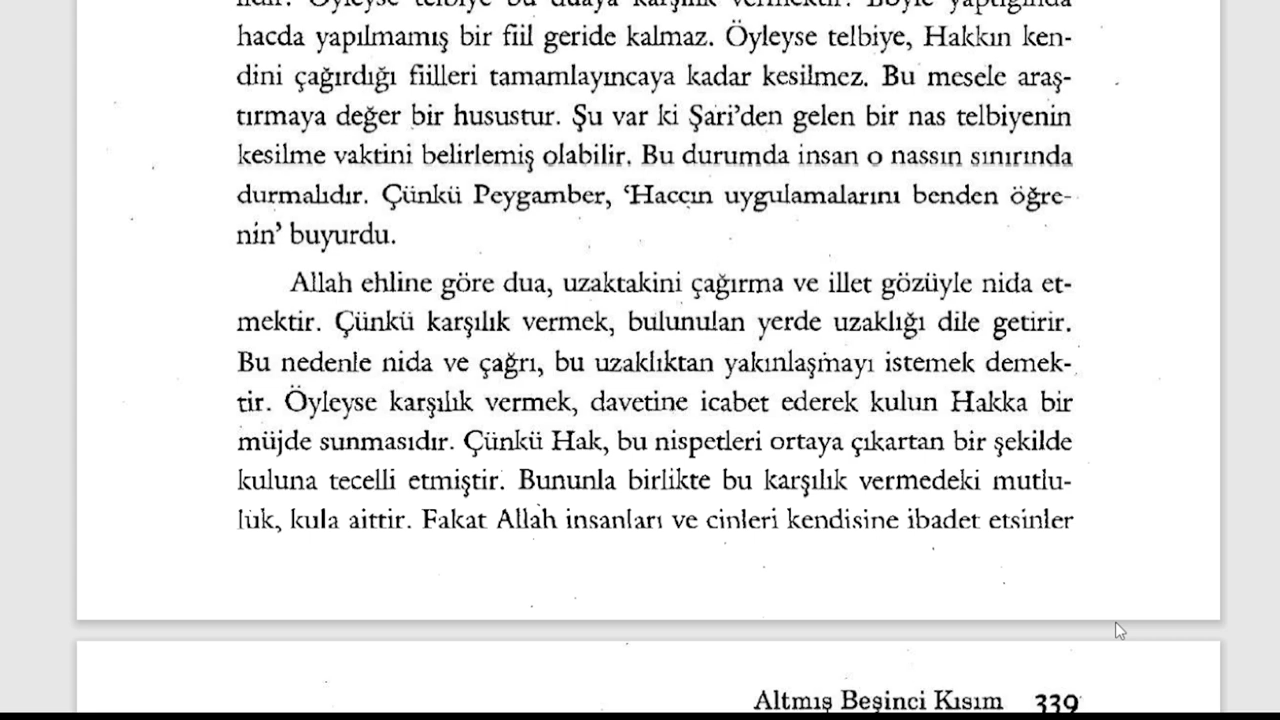 hacda yapılmamış bir fiil geride kalmaz. Öyleyse telbiye, Hakkın ken-
dini çağırdığı fiilleri tamamlayıncaya kadar kesilmez. Bu mesele araş-
tırmaya değer bir husustur. Şu var ki Şari’den gelen bir nas telbiyenin
kesilme vaktini belirlemiş olabilir. Bu durumda insan o nassın sınırında
durmalıdır. Çünkü Peygamber, ‘Haccın uygulamalarını benden öğre-
nin’ buyurdu.
Allah ehline göre dua, uzaktakini çağırma ve illet gözüyle nida et-
mektir. Çünkü karşılık vermek, bulunulan yerde uzaklığı dile getirir.
Bu nedenle nida ve çağrı, bu uzaklıktan yakınlaşmayı istemek demek-
tir. Öyleyse karşılık vermek, davetine icabet ederek kulun Hakka bir
müjde sunmasıdır. Çünkü Hak, bu nispetleri ortaya çıkartan bir şekilde
kuluna tecelli etmiştir. Bununla birlikte bu karşılık vermedeki mutlu-
luk, kula aittir. Fakat Allah insanları ve cinleri kendisine ibadet etsinler
Altmış Beşinci Kısım 339